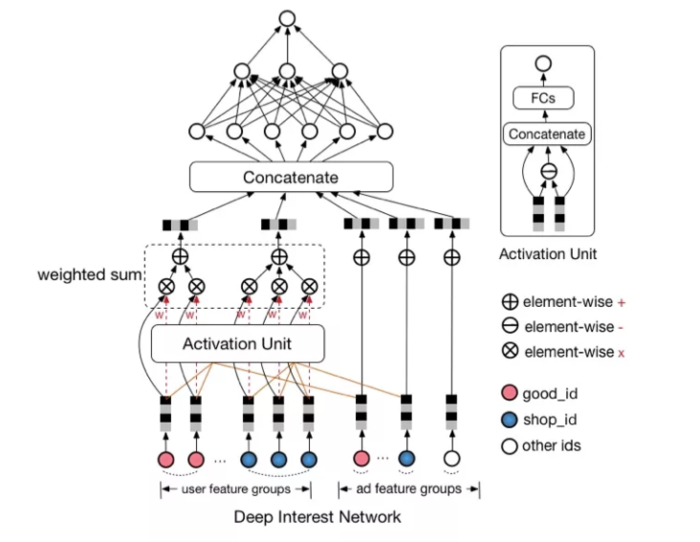 Concatenate
weighted sum
w w w w w
Activation Unit
... ...
user feature groups
ad feature groups
Deep Interest Network
FCs
Concatenate
Activation Unit
element-wise +
element-wise -
element-wise x
good_id
shop_id
other ids